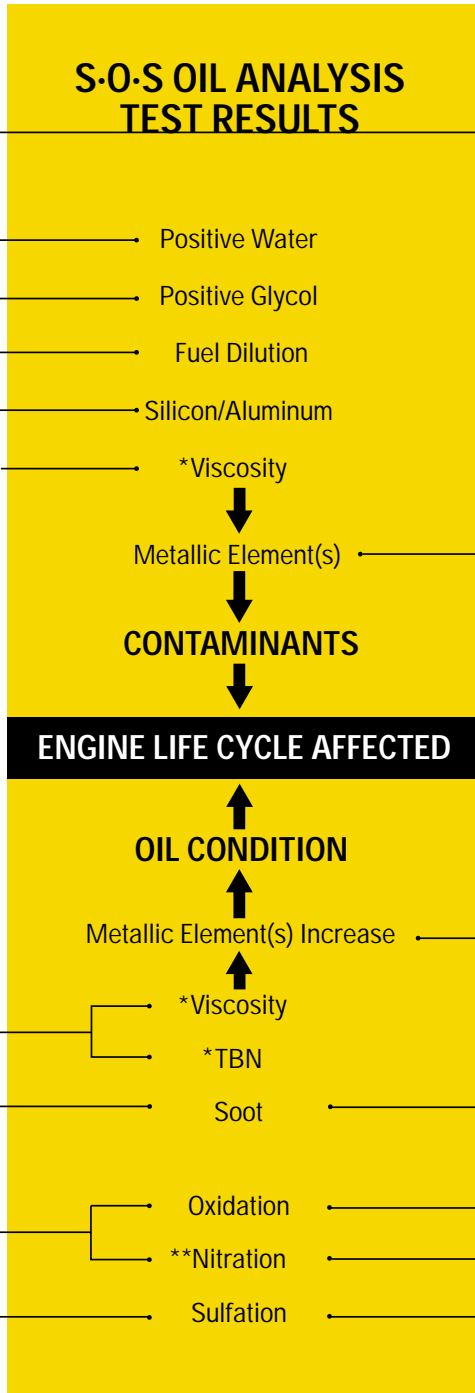 S·O·S OIL ANALYSIS
TEST RESULTS
Positive Water
Positive Glycol
Fuel Dilution
Silicon/Aluminum
*Viscosity
Metallic Element(s)
CONTAMINANTS
ENGINE LIFE CYCLE AFFECTED
OIL CONDITION
Metallic Element(s) Increase
*Viscosity
*TBN
Soot
Oxidation
**Nitration
Sulfation